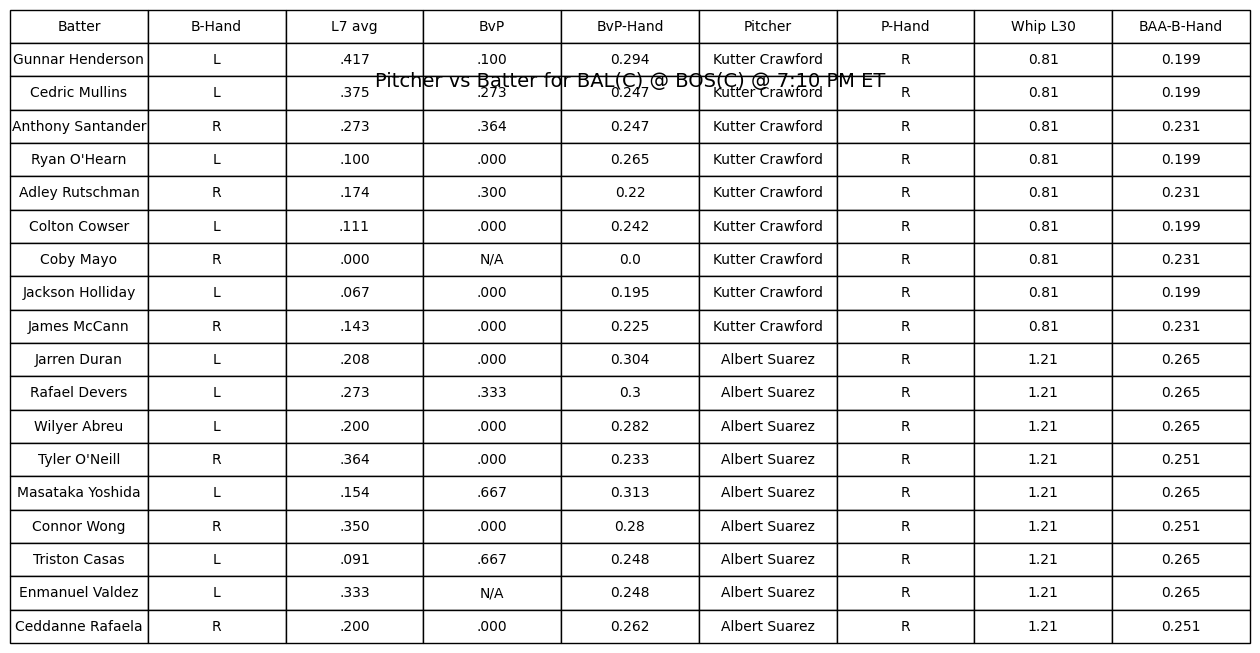 Batter B-Hand L7 avg BvP BvP-Hand Pitcher P-Hand Whip L30 BAA-B-Hand
Gunnar Henderson L .417 .100 0.294 Kutter Crawford R 0.81 0.199
Pitcher vs Batter for BAL(C) @ BOS(C) @ 7:10 PM ET
Cedric Mullins L .375 .273 0.247 Kutter Crawford R 0.81 0.199
Anthony Santander R .273 .364 0.247 Kutter Crawford R 0.81 0.231
Ryan O'Hearn L .100 .000 0.265 Kutter Crawford R 0.81 0.199
Adley Rutschman R .174 .300 0.22 Kutter Crawford R 0.81 0.231
Colton Cowser L .111 .000 0.242 Kutter Crawford R 0.81 0.199
Coby Mayo R .000 N/A 0.0 Kutter Crawford R 0.81 0.231
Jackson Holliday L .067 .000 0.195 Kutter Crawford R 0.81 0.199
James McCann R .143 .000 0.225 Kutter Crawford R 0.81 0.231
Jarren Duran L .208 .000 0.304 Albert Suarez R 1.21 0.265
Rafael Devers L .273 .333 0.3 Albert Suarez R 1.21 0.265
Wilyer Abreu L .200 .000 0.282 Albert Suarez R 1.21 0.265
Tyler O'Neill R .364 .000 0.233 Albert Suarez R 1.21 0.251
Masataka Yoshida L .154 .667 0.313 Albert Suarez R 1.21 0.265
Connor Wong R .350 .000 0.28 Albert Suarez R 1.21 0.251
Triston Casas L .091 .667 0.248 Albert Suarez R 1.21 0.265
Enmanuel Valdez L .333 N/A 0.248 Albert Suarez R 1.21 0.265
Ceddanne Rafaela R .200 .000 0.262 Albert Suarez R 1.21 0.251